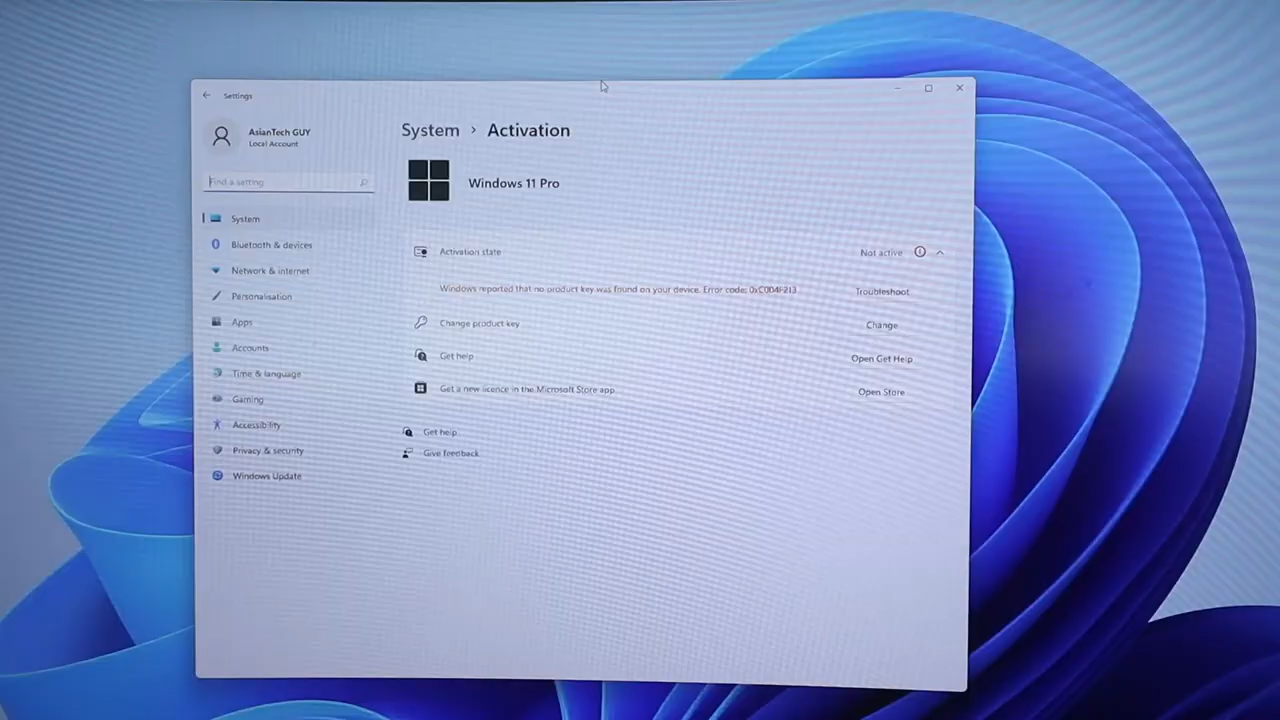 Settings
AsianTech GUY
Local Account
Find a setting
System
Bluetooth & devices
Network & internet
Personalisation
Apps
Accounts
Time & language
Gaming
Accessibility
Privacy & security
Windows Update
System > Activation
Windows 11 Pro
Activation state
Not active
Windows reported that no product key was found on your device. Error code: 0xC004F213
Troubleshoot
Change product key
Change
Get help
Open Get Help
Get a new licence in the Microsoft Store app
Open Store
Get help
Give feedback